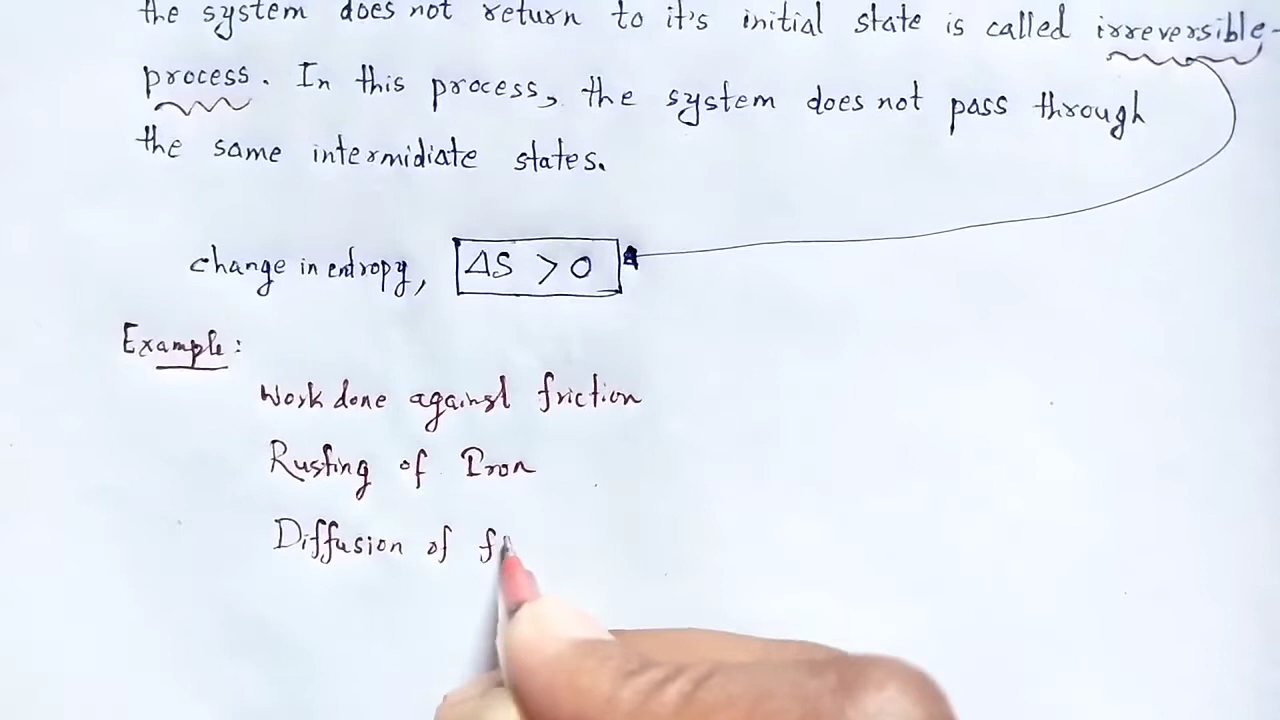 the system does not return to it's initial state is called irreversible-
process. In this process, the system does not pass through
the same intermidiate states.
change in entropy, ΔS > 0
Example:
Work done against friction
Rusting of Iron
Diffusion of f